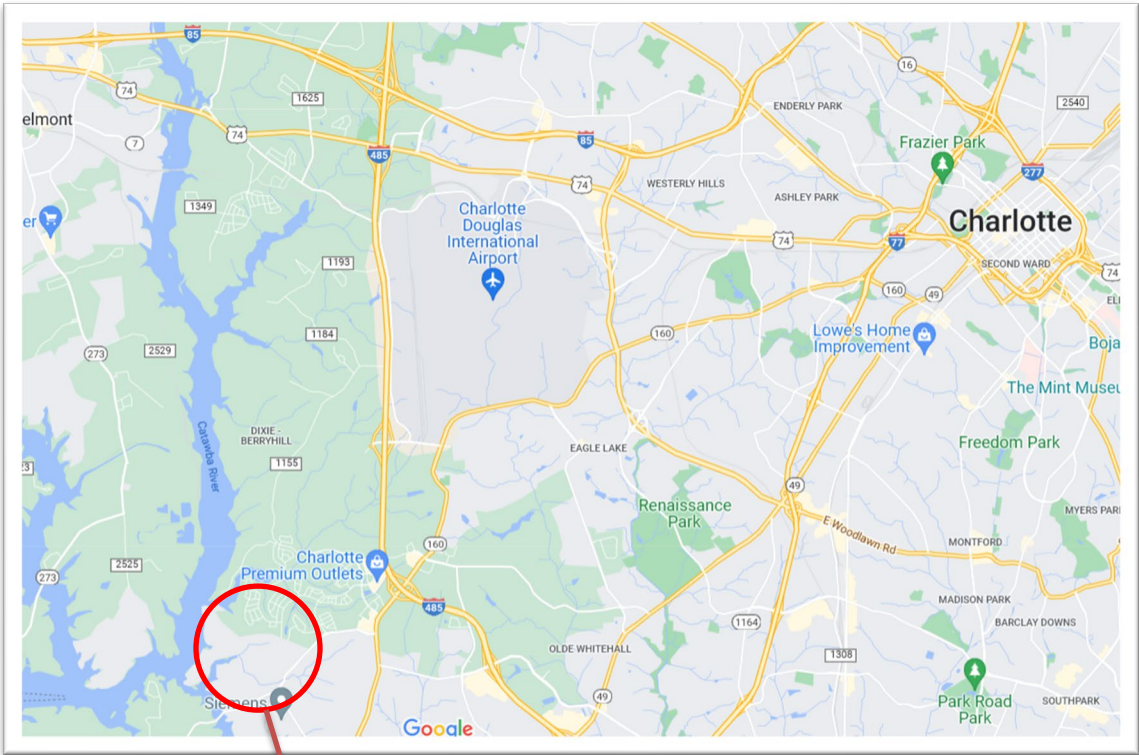 85
74
1625
ENDERLY PARK
16
2540
elmont
7
74
485
85
Frazier Park
277
74
WESTERLY HILLS
ASHLEY PARK
1349
er
Charlotte
Douglas
International
Airport
Charlotte
74
77
SECOND WARD
74
1193
160
49
1184
160
Lowe's Home
Improvement
273
2529
Boja
The Mint Museu
Catawba River
DIXIE -
BERRYHILL
1155
EAGLE LAKE
Freedom Park
3
49
Renaissance
Park
MYERS PAR
E Woodlawn Rd
160
MONTFORD
Charlotte
Premium Outlets
2525
273
485
MADISON PARK
BARCLAY DOWNS
1164
OLDE WHITEHALL
1308
49
Siemens
Park Road
Park
SOUTHPARK
Google